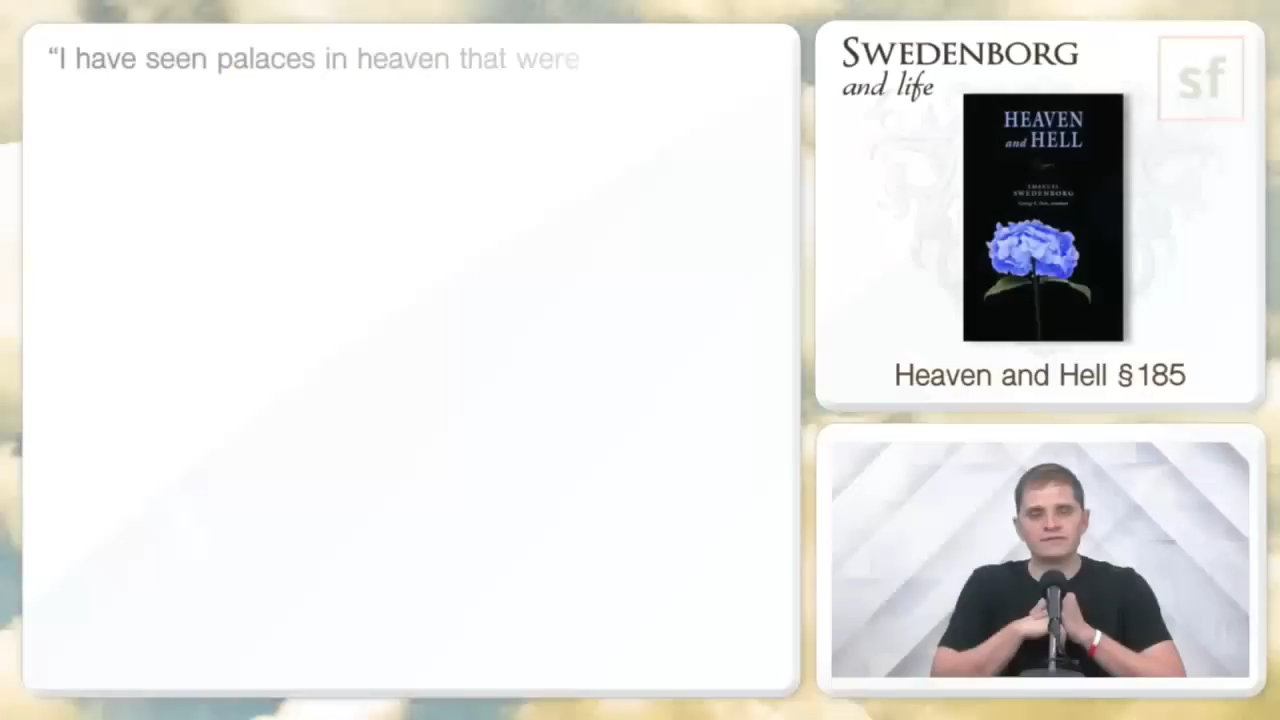 “I have seen palaces in heaven that were
SWEDENBORG
and life
sf
HEAVEN
and HELL
EMANUEL
SWEDENBORG
Heaven and Hell §185